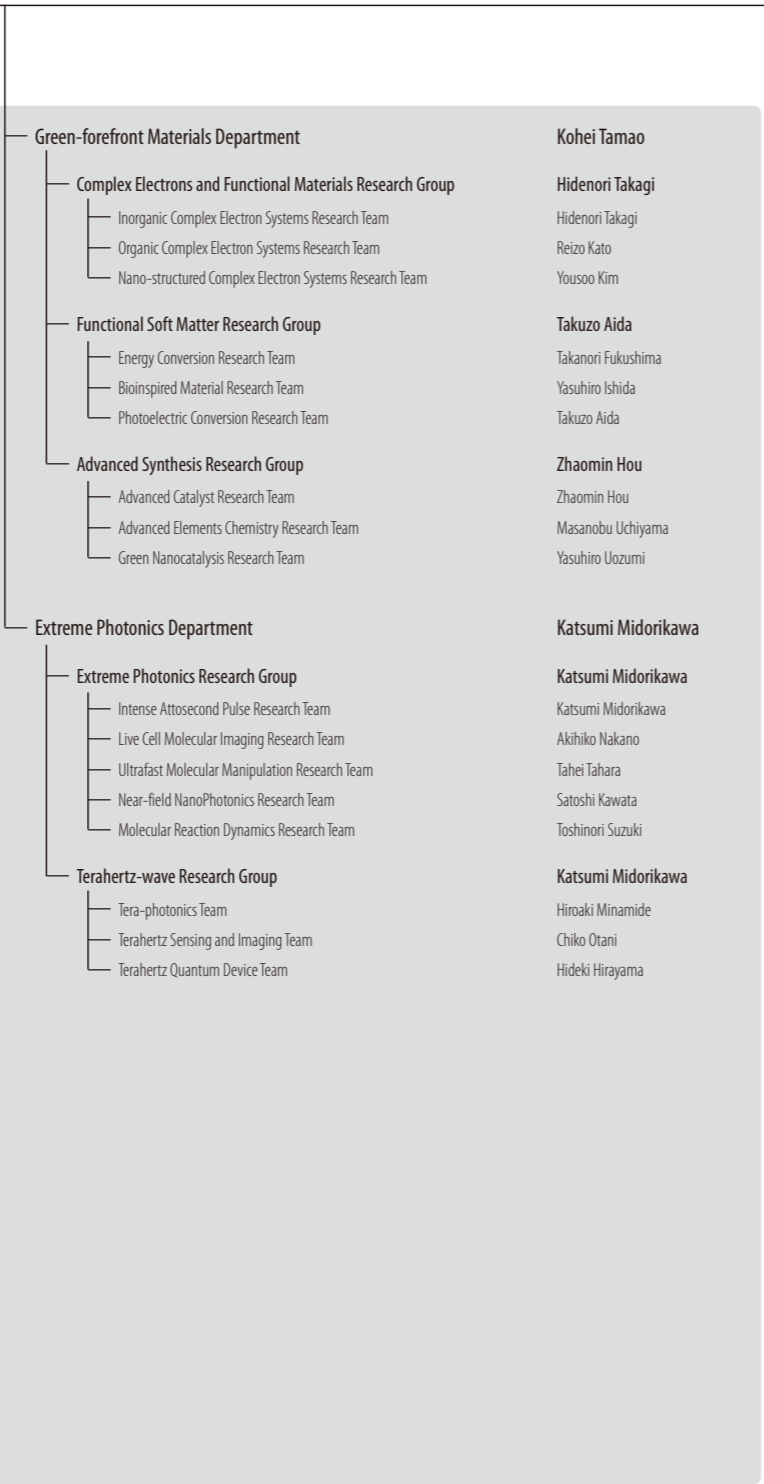 Green-forefront Materials Department Kohei Tamao
Complex Electrons and Functional Materials Research Group Hidenori Takagi
Inorganic Complex Electron Systems Research Team Hidenori Takagi
Organic Complex Electron Systems Research Team Reizo Kato
Nano-structured Complex Electron Systems Research Team Yousoo Kim
Functional Soft Matter Research Group Takuzo Aida
Energy Conversion Research Team Takanori Fukushima
Bioinspired Material Research Team Yasuhiro Ishida
Photoelectric Conversion Research Team Takuzo Aida
Advanced Synthesis Research Group Zhaomin Hou
Advanced Catalyst Research Team Zhaomin Hou
Advanced Elements Chemistry Research Team Masanobu Uchiyama
Green Nanocatalysis Research Team Yasuhiro Uozumi
Extreme Photonics Department Katsumi Midorikawa
Extreme Photonics Research Group Katsumi Midorikawa
Intense Attosecond Pulse Research Team Katsumi Midorikawa
Live Cell Molecular Imaging Research Team Akihiko Nakano
Ultrafast Molecular Manipulation Research Team Tahei Tahara
Near-field NanoPhotonics Research Team Satoshi Kawata
Molecular Reaction Dynamics Research Team Toshinori Suzuki
Terahertz-wave Research Group Katsumi Midorikawa
Tera-photonics Team Hiroaki Minamide
Terahertz Sensing and Imaging Team Chiko Otani
Terahertz Quantum Device Team Hideki Hirayama